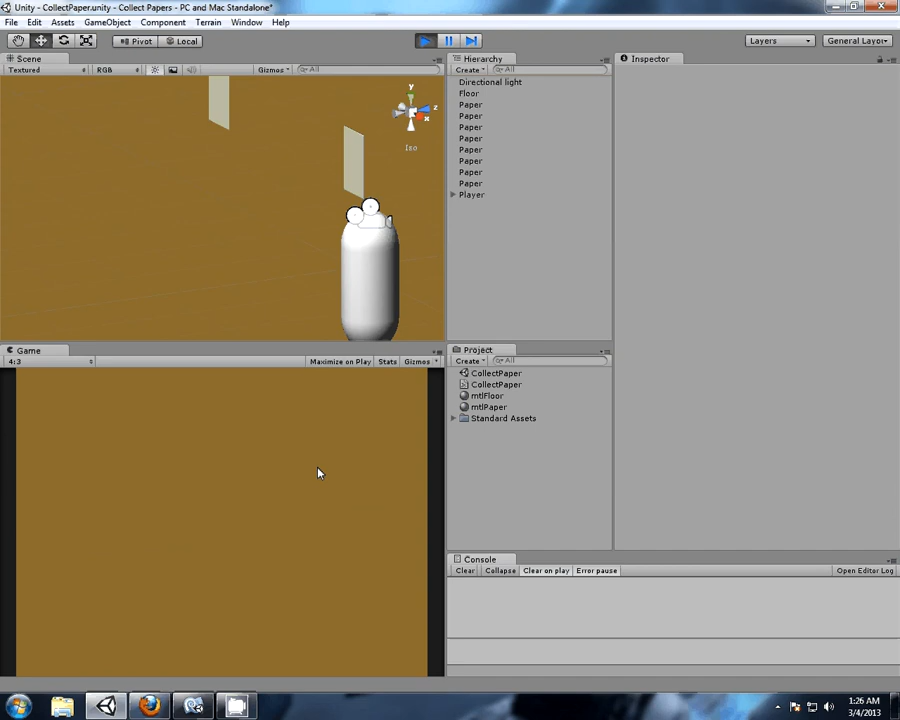 Unity - CollectPaper.unity - Collect Papers - PC and Mac Standalone*
File Edit Assets GameObject Component Terrain Window Help
Pivot Local Layers General Layor
Scene
Textured RGB Gizmos All
y
z
x
Iso
Game
4:3 Maximize on Play Stats Gizmos
Hierarchy
Create All
Directional light
Floor
Paper
Paper
Paper
Paper
Paper
Paper
Paper
Paper
Player
Project
Create All
CollectPaper
CollectPaper
mtlFloor
mtlPaper
Standard Assets
Console
Clear Collapse Clear on play Error pause Open Editor Log
Inspector
1:26 AM
3/4/2013